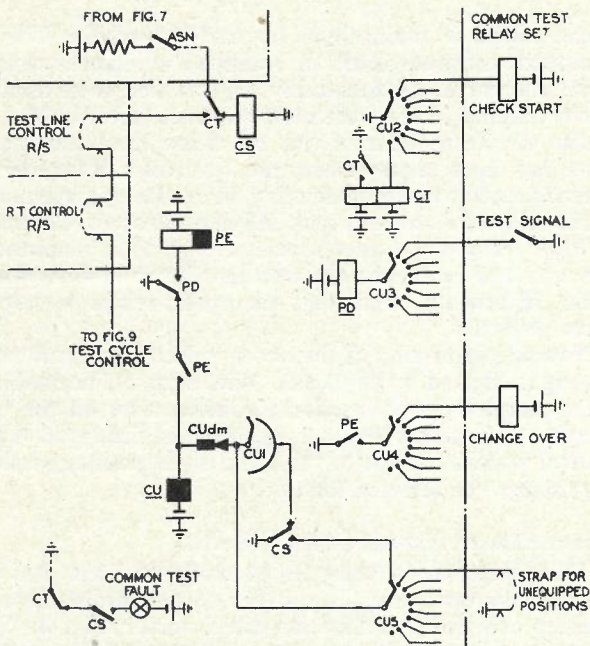 FROM FIG.7
ASN
COMMON TEST
RELAY SET
CHECK START
TEST LINE
CONTROL
R/S
CT
CS
CU2
CT
CT
RT CONTROL
R/S
PE
TEST SIGNAL
PD
PD
CU3
TO FIG.9
TEST CYCLE
CONTROL
PE
CUdm
CU1
PE
CU4
CHANGE OVER
CU
CS
COMMON TEST
FAULT
CT
CS
CU5
STRAP FOR
UNEQUIPPED
POSITIONS